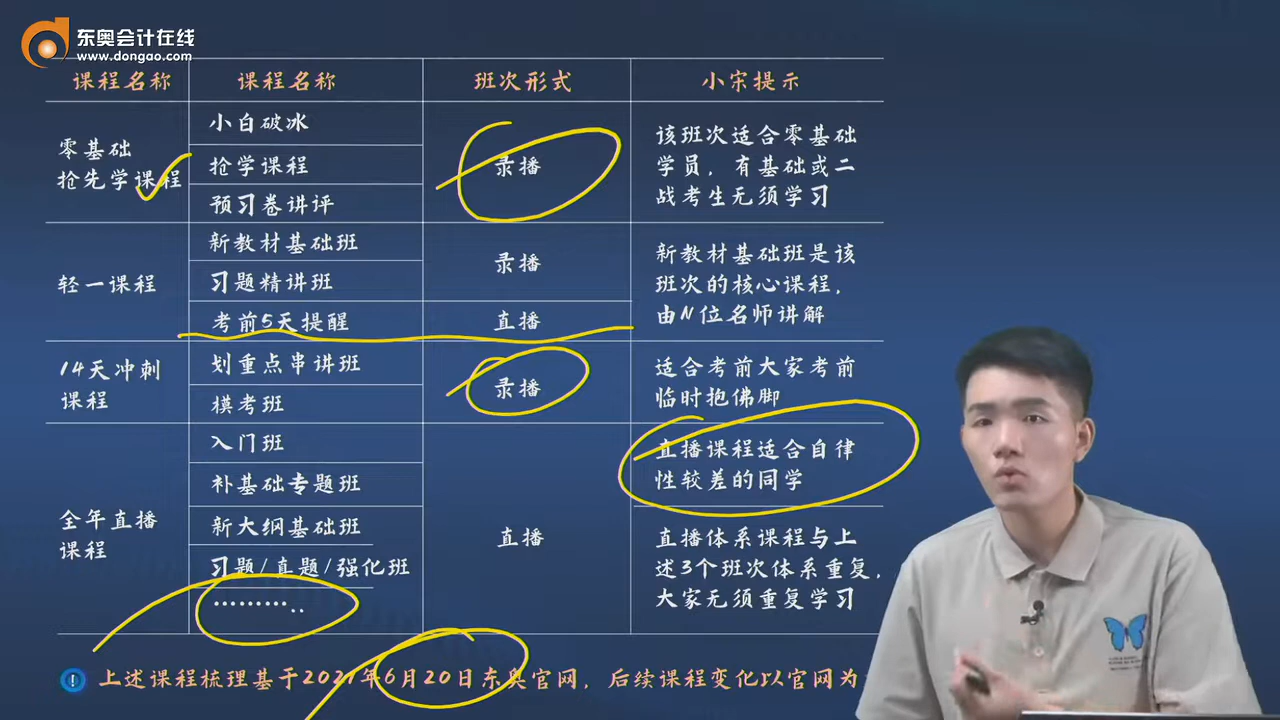 东奥会计在线
www.dongao.com
课程名称 课程名称 班次形式 小宋提示
零基础
抢先学课程
小白破冰
抢学课程
预习卷讲评
录播
该班次适合零基础
学员，有基础或二
战考生无须学习
轻一课程
新教材基础班
习题精讲班
录播
考前5天提醒
直播
新教材基础班是该
班次的核心课程，
由N位名师讲解
14天冲刺
课程
划重点串讲班
模考班
录播
适合考前大家考前
临时抱佛脚
全年直播
课程
入门班
补基础专题班
新大纲基础班
习题/真题/强化班
………..
直播
直播课程适合自律
性较差的同学
直播体系课程与上
述3个班次体系重复，
大家无须重复学习
上述课程梳理基于2021年6月20日东奥官网，后续课程变化以官网为